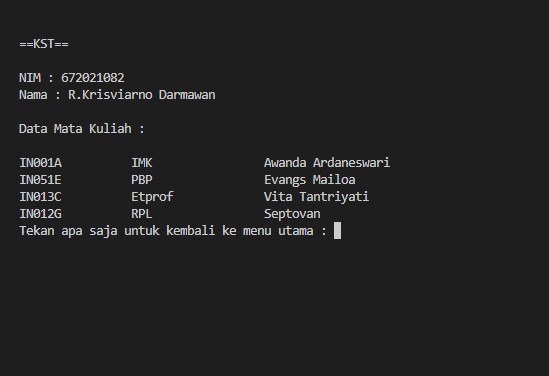 ==KST==
NIM : 672021082
Nama : R.Krisviarno Darmawan
Data Mata Kuliah :
IN001A IMK Awanda Ardaneswari
IN051E PBP Evangs Mailoa
IN013C Etprof Vita Tantriyati
IN012G RPL Septovan
Tekan apa saja untuk kembali ke menu utama :